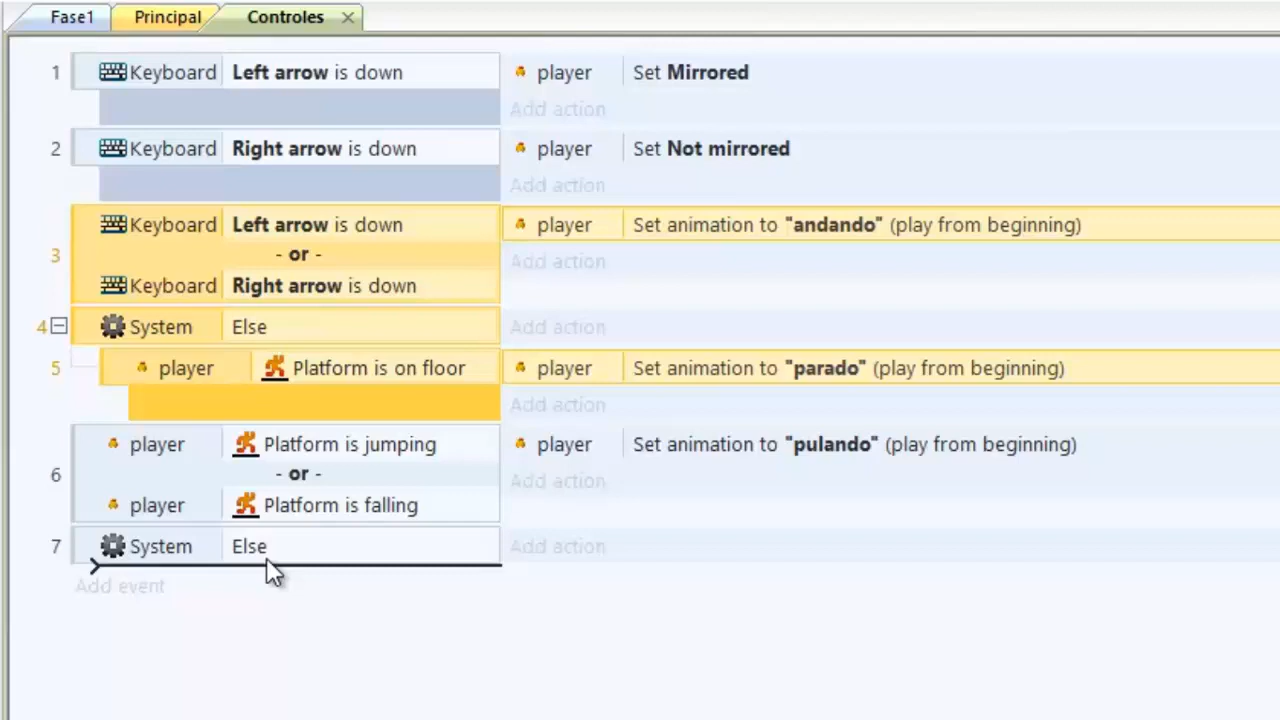 Fase1 Principal Controles
1 Keyboard Left arrow is down player Set Mirrored
Add action
2 Keyboard Right arrow is down player Set Not mirrored
Add action
3 Keyboard Left arrow is down player Set animation to "andando" (play from beginning)
- or - Add action
Keyboard Right arrow is down
4 System Else Add action
5 player Platform is on floor player Set animation to "parado" (play from beginning)
Add action
6 player Platform is jumping player Set animation to "pulando" (play from beginning)
- or - Add action
player Platform is falling
7 System Else Add action
Add event